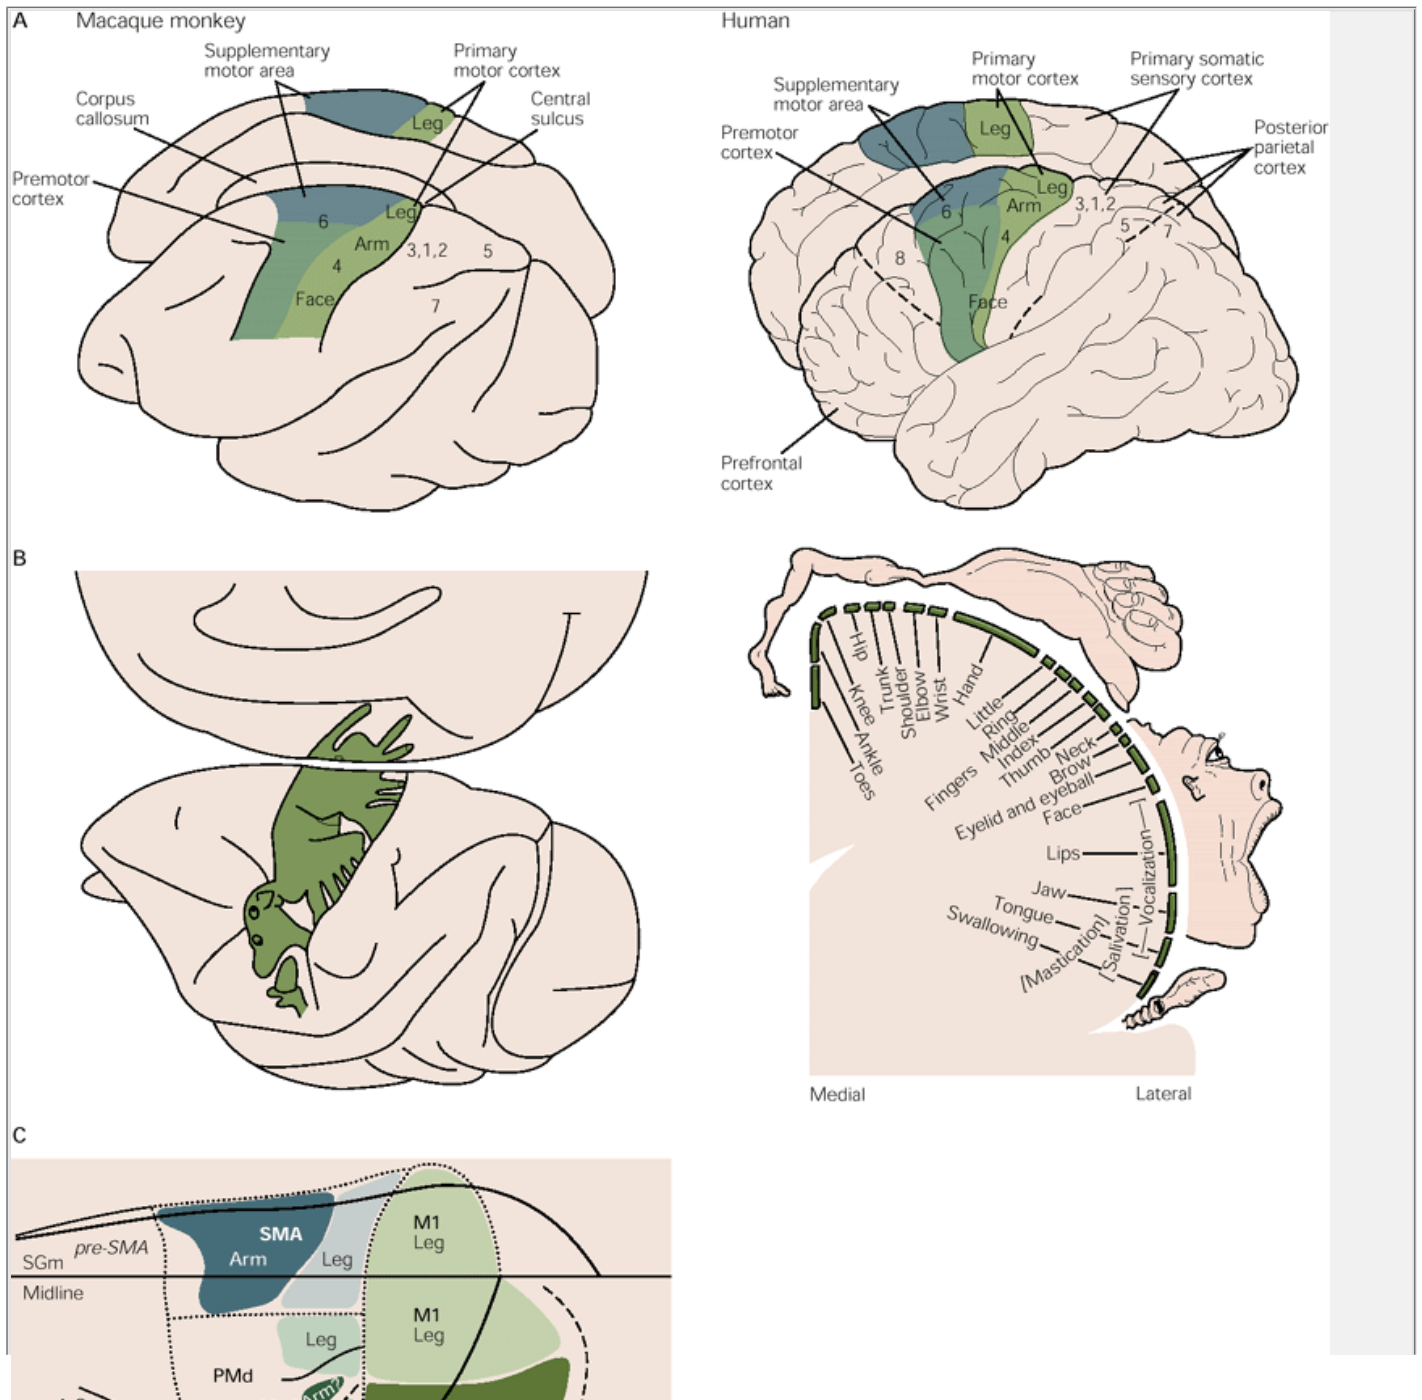 A
Macaque monkey
Supplementary
motor area
Primary
motor cortex
Corpus
callosum
Central
sulcus
Premotor
cortex
Leg
6
Leg
Arm
4
3,1,2
5
Face
7
Human
Primary
motor cortex
Primary somatic
sensory cortex
Supplementary
motor area
Premotor
cortex
Posterior
parietal
cortex
Leg
Leg
6
Arm
3,1,2
4
5
7
8
Face
Prefrontal
cortex
B
Hip
Trunk
Shoulder
Elbow
Wrist
Hand
Knee
Ankle
Toes
Little
Ring
Middle
Index
Thumb
Fingers
Neck
Brow
Eyelid and eyeball
Face
Lips
Jaw
Tongue
Swallowing
[Mastication]
[Salivation]
[Vocalization]
Medial
Lateral
C
SGm
pre-SMA
SMA
Arm
Leg
M1
Leg
Midline
Leg
M1
Leg
PMd
Arm?